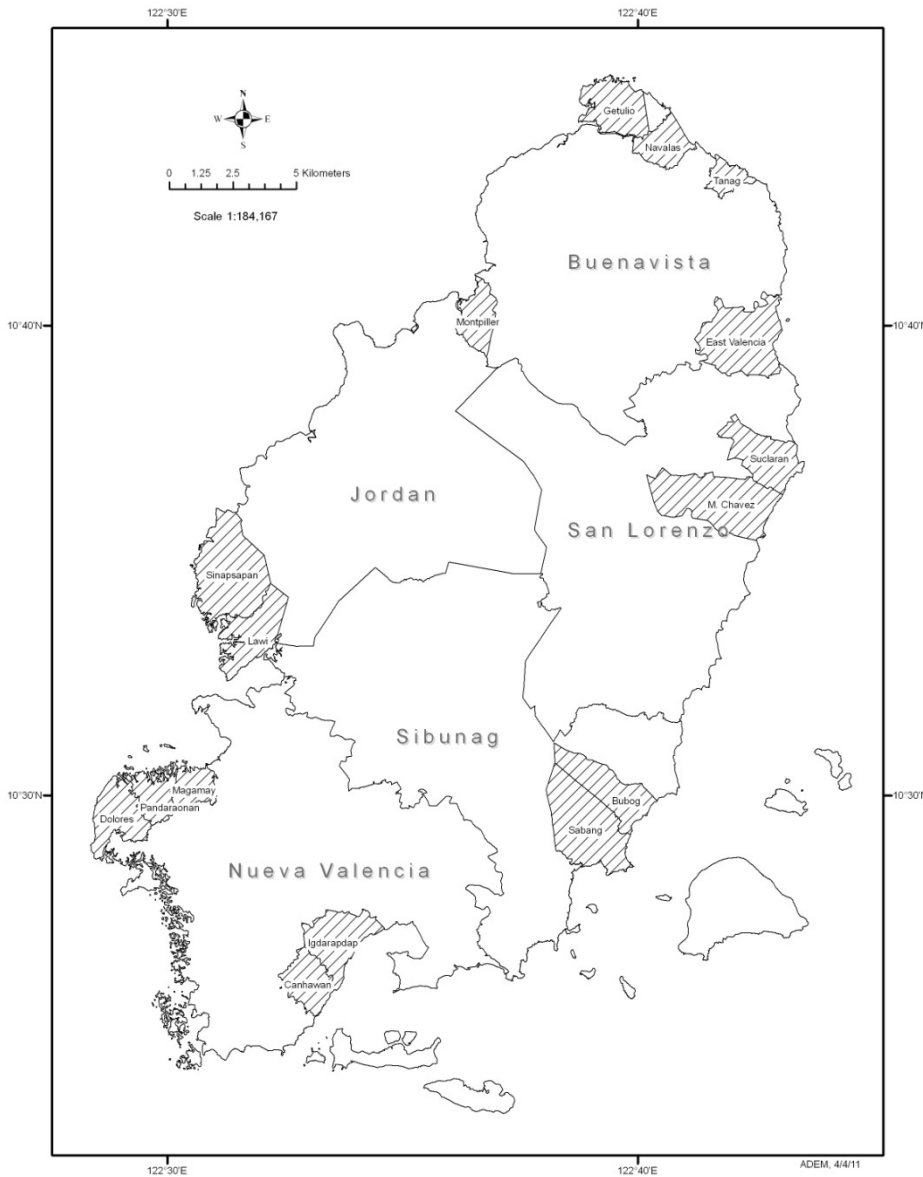 122°30'E 122°40'E
N
W E
S
0 1.25 2.5 5 Kilometers
Scale 1:184,167
Getulio
Navalas
Tanag
Buenavista
10°40'N Montpiller 10°40'N
East Valencia
Suclaran
Jordan
M. Chavez
San Lorenzo
Sinapsapan
Lawi
Sibunag
10°30'N Magamay 10°30'N
Bubog
Pandaraonan
Dolores
Sabang
Nueva Valencia
Igdarapdap
Canhawan
122°30'E 122°40'E
ADEM, 4/4/11